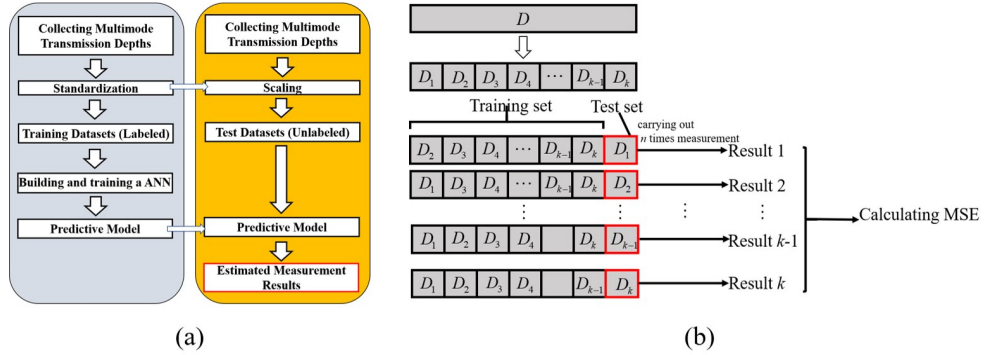 Collecting Multimode
Transmission Depths
Standardization
Training Datasets (Labeled)
Building and training a ANN
Predictive Model
Collecting Multimode
Transmission Depths
Scaling
Test Datasets (Unlabeled)
Predictive Model
Estimated Measurement
Results
(a)
D
D₁ D₂ D₃ D₄ ⋯ Dₖ₋₁ Dₖ
Training set
Test set
carrying out
n times measurement
D₂ D₃ D₄ ⋯ Dₖ₋₁ Dₖ D₁ Result 1
D₁ D₃ D₄ ⋯ Dₖ₋₁ Dₖ D₂ Result 2
⋮ ⋮ ⋮ ⋮
D₁ D₂ D₃ D₄ Dₖ Dₖ₋₁ Result k-1
D₁ D₂ D₃ D₄ Dₖ₋₁ Dₖ Result k
Calculating MSE
(b)